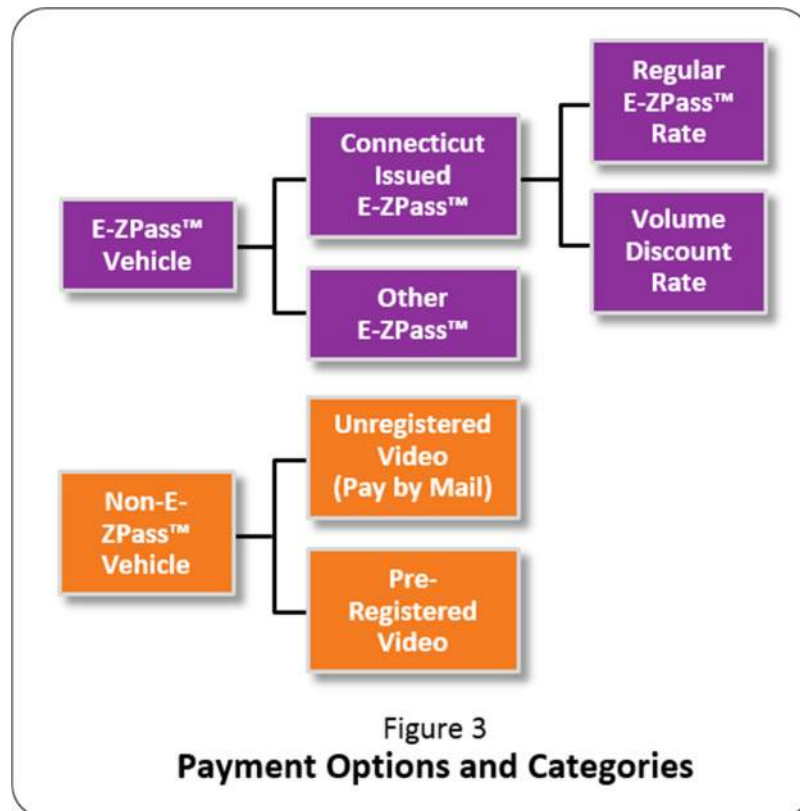 Regular
E-ZPass™
Rate
Connecticut
Issued
E-ZPass™
E-ZPass™
Vehicle
Volume
Discount
Rate
Other
E-ZPass™
Unregistered
Video
(Pay by Mail)
Non-E-
ZPass™
Vehicle
Pre-
Registered
Video
Figure 3
Payment Options and Categories